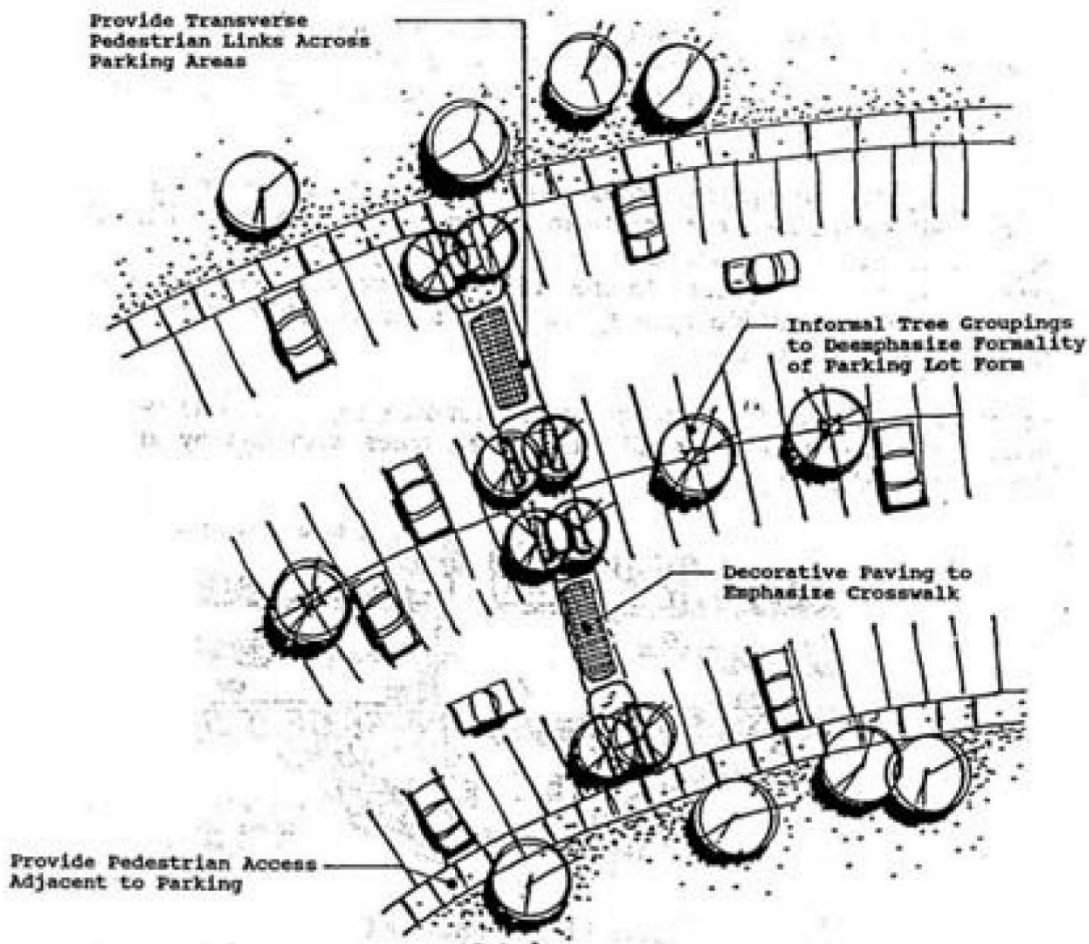 Provide Transverse
Pedestrian Links Across
Parking Areas
Informal Tree Groupings
to Deemphasize Formality
of Parking Lot Form
Decorative Paving to
Emphasize Crosswalk
Provide Pedestrian Access
Adjacent to Parking